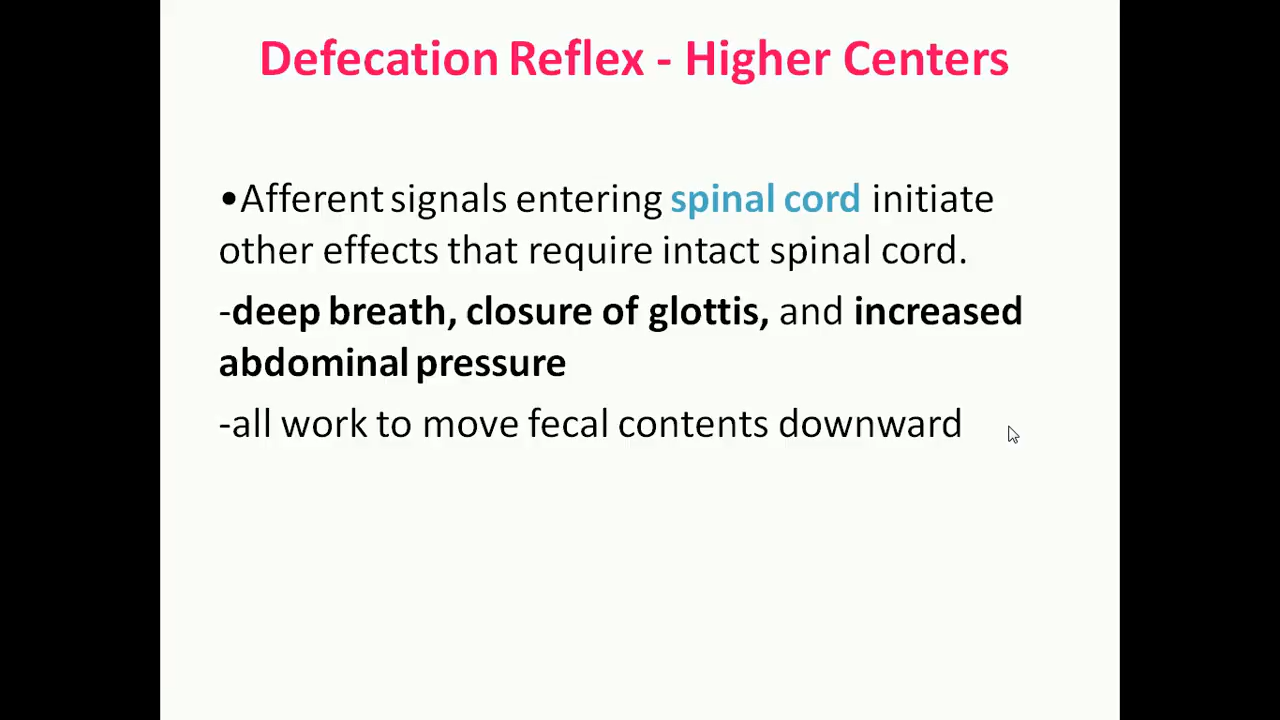 Defecation Reflex - Higher Centers
•Afferent signals entering spinal cord initiate
other effects that require intact spinal cord.
-deep breath, closure of glottis, and increased
abdominal pressure
-all work to move fecal contents downward